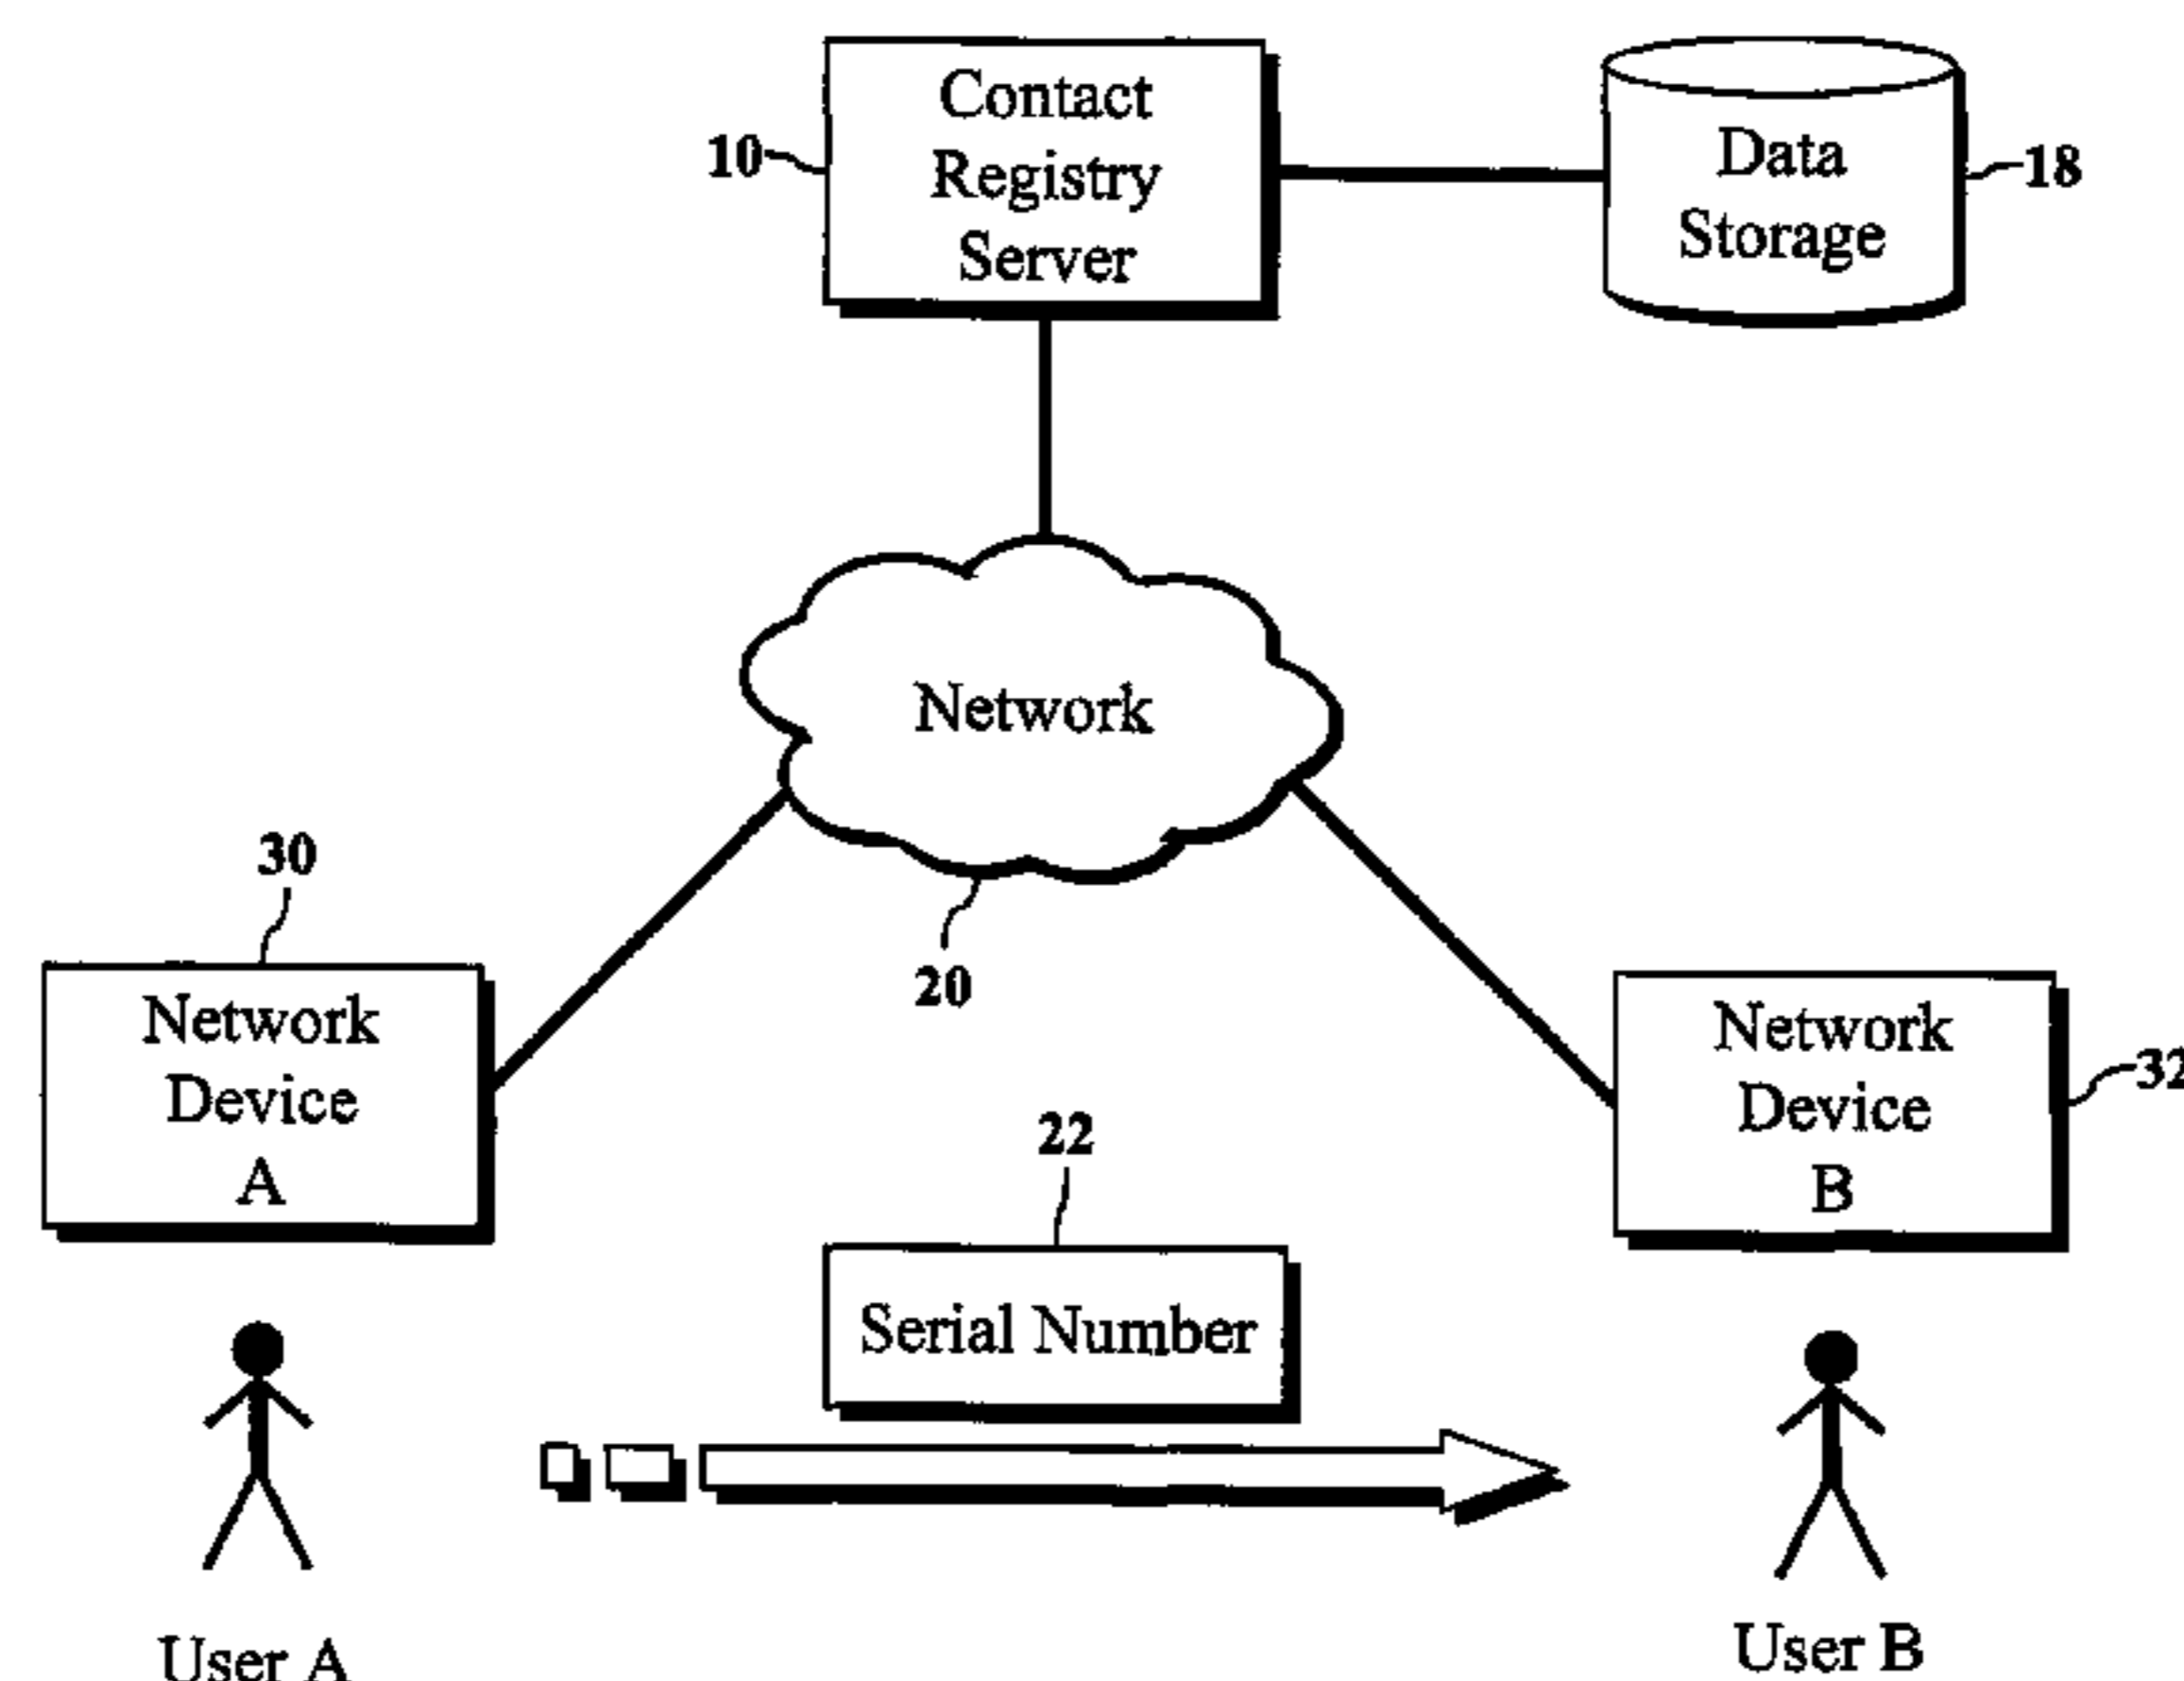 Contact
Registry
Server
10
Data
Storage
18
Network
20
30
Network
Device
A
22
Serial Number
Network
Device
B
32
User A
User B